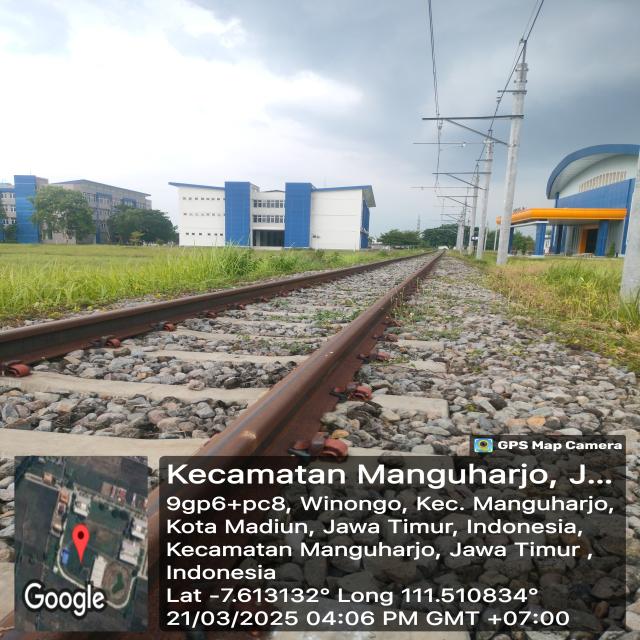 GPS Map Camera
Kecamatan Manguharjo, J...
9gp6+pc8, Winongo, Kec. Manguharjo,
Kota Madiun, Jawa Timur, Indonesia,
Kecamatan Manguharjo, Jawa Timur ,
Indonesia
Lat -7.613132° Long 111.510834°
21/03/2025 04:06 PM GMT +07:00
Google